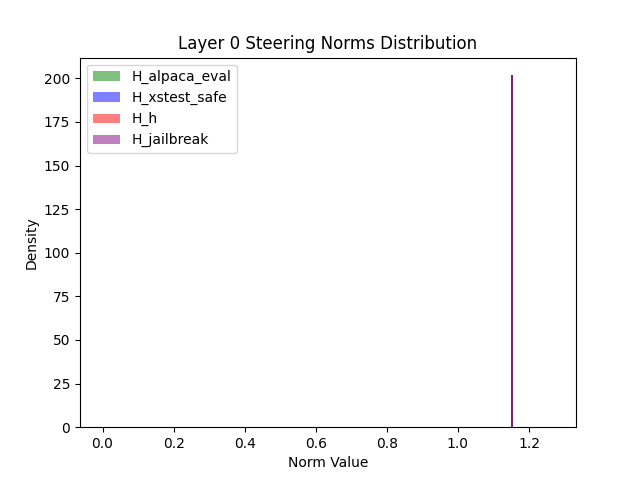 Layer 0 Steering Norms Distribution
H_alpaca_eval
H_xstest_safe
H_h
H_jailbreak
200
175
150
125
100
75
50
25
0
Density
0.0 0.2 0.4 0.6 0.8 1.0 1.2
Norm Value